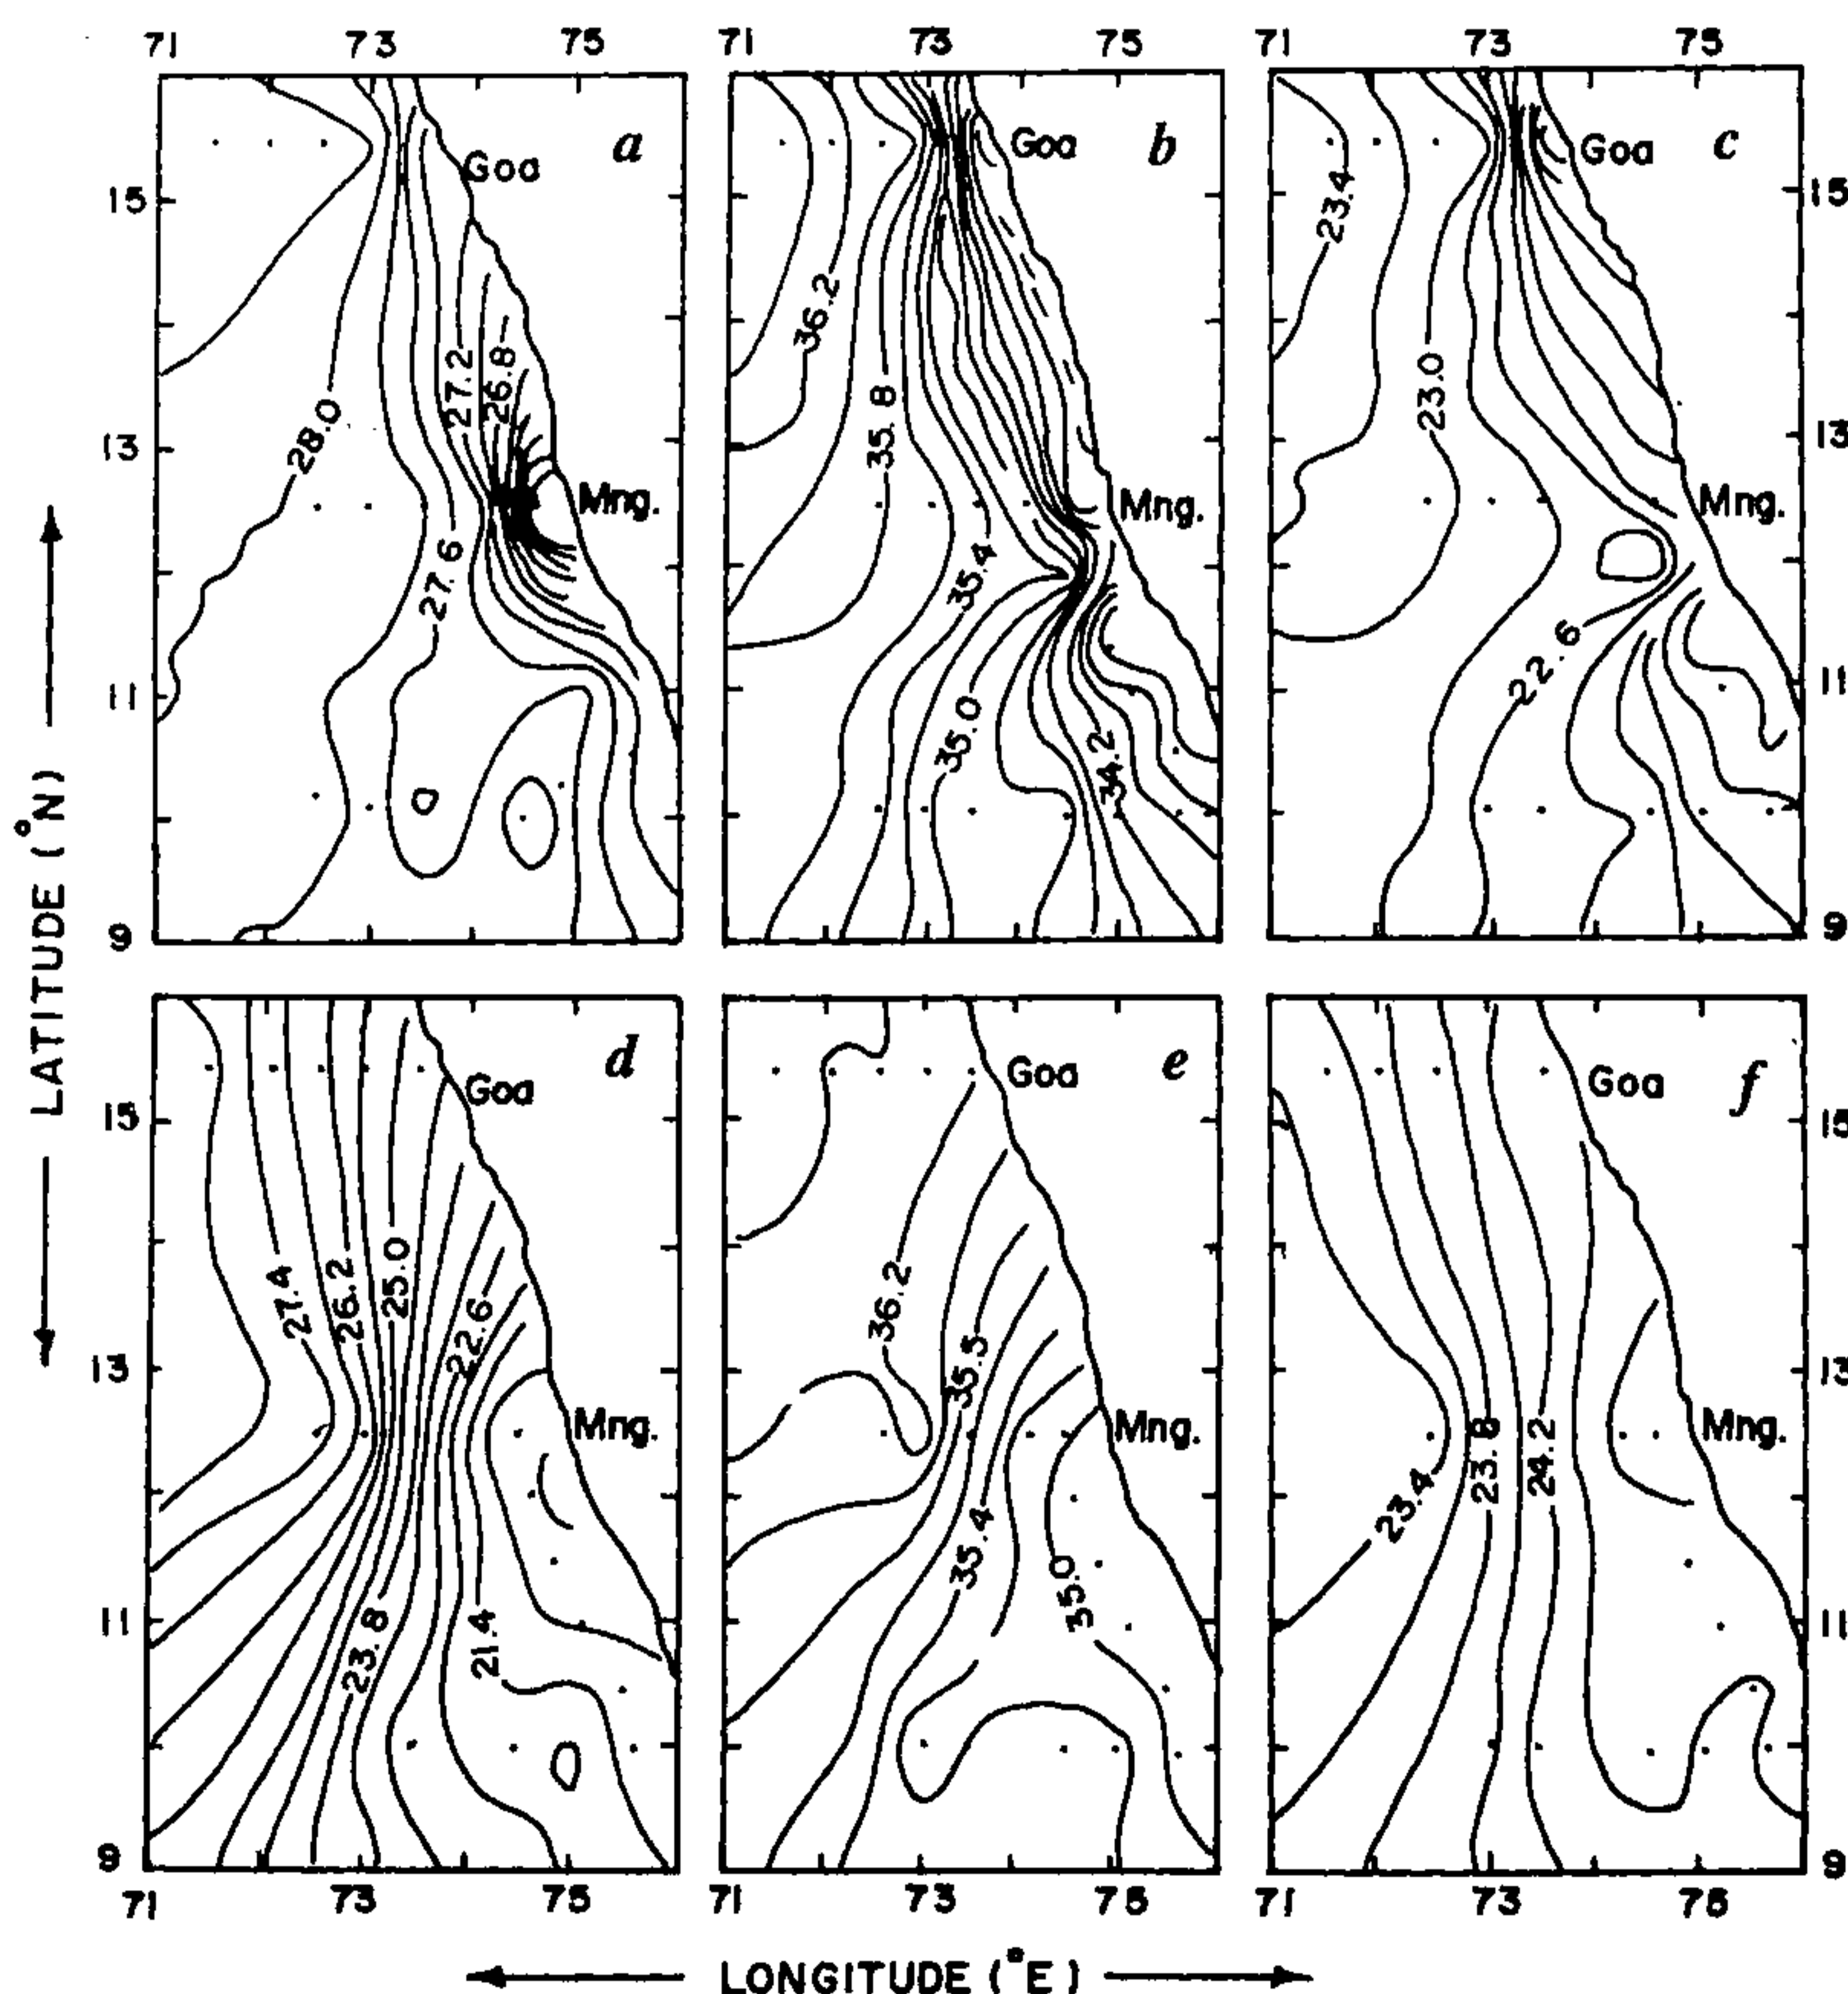 71 73 75 71 73 75 71 73 75
a b c
Goa Goa Goa
15 15
23.4
36.2
27.2 26.8
23.0
28.0 35.8
13 13
Mng. Mng. Mng.
27.6 35.4
22.6
22.6
11 11
35.0
34.2
9 9
d e f
Goa Goa Goa
15 15
27.4 26.2 25.0
36.2
22.6
35.5
13 13
Mng. Mng. Mng.
23.8 24.2
23.4
35.4
35.0
11 11
23.8 21.4
9 9
71 73 75 71 73 75 71 73 75
LATITUDE (°N)
LONGITUDE (°E)